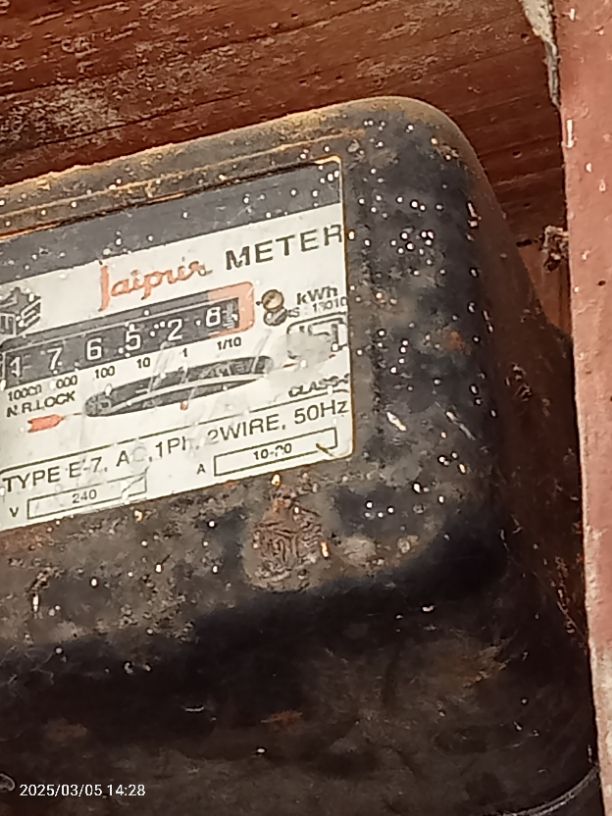 Jaipur METER
kWh
1 7 6 5 2 8
10000 1000 100 10 1 1/10
N.R.LOCK
TYPE E-7, AC,1Ph, 2WIRE, 50Hz
V 240 A 10-20
2025/03/05 14:28